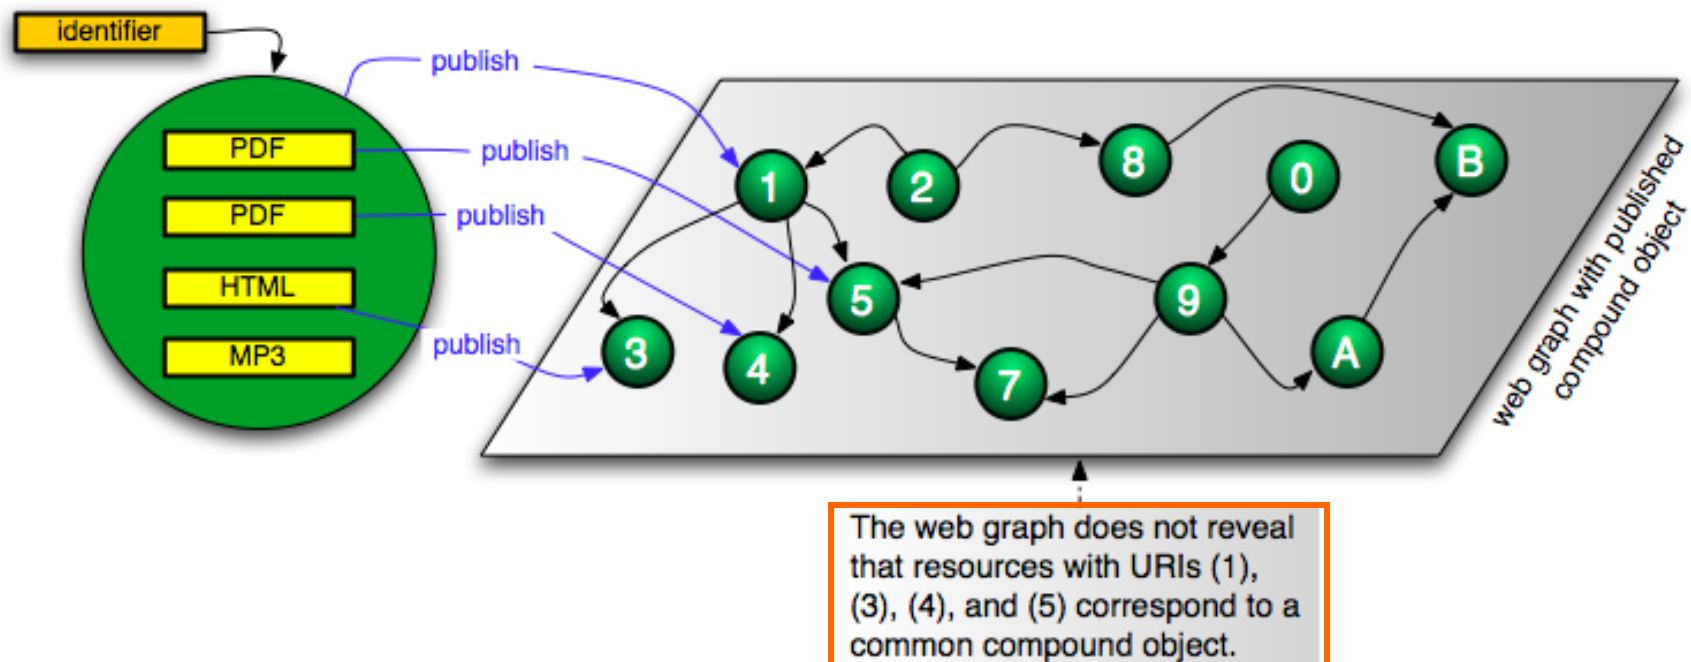 identifier
publish
PDF
publish
PDF
publish
HTML
publish
MP3
1
2
8
0
B
5
9
3
4
7
A
web graph with published
compound object
The web graph does not reveal
that resources with URIs (1),
(3), (4), and (5) correspond to a
common compound object.